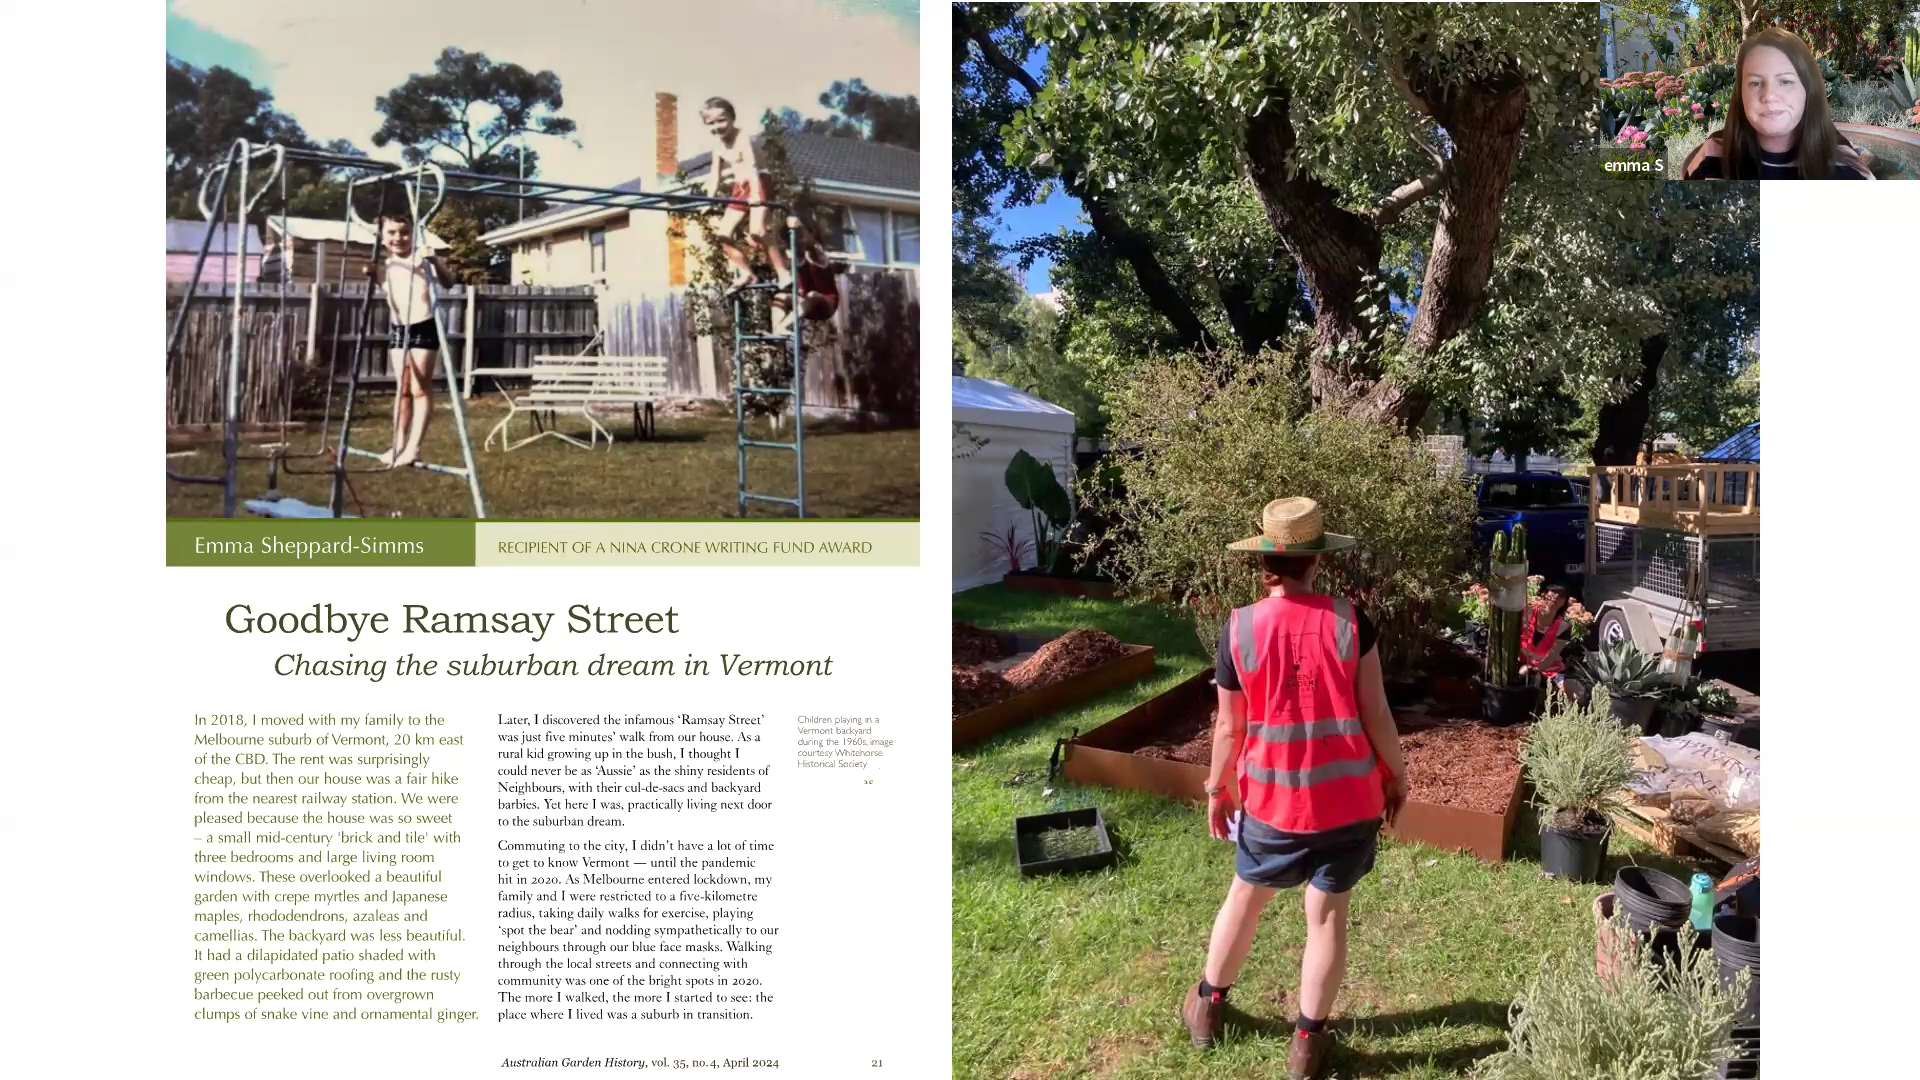 emma S
Emma Sheppard-Simms
RECIPIENT OF A NINA CRONE WRITING FUND AWARD
Goodbye Ramsay Street
Chasing the suburban dream in Vermont
In 2018, I moved with my family to the
Melbourne suburb of Vermont, 20 km east
of the CBD. The rent was surprisingly
cheap, but then our house was a fair hike
from the nearest railway station. We were
pleased because the house was so sweet
– a small mid-century 'brick and tile' with
three bedrooms and large living room
windows. These overlooked a beautiful
garden with crepe myrtles and Japanese
maples, rhododendrons, azaleas and
camellias. The backyard was less beautiful.
It had a dilapidated patio shaded with
green polycarbonate roofing and the rusty
barbecue peeked out from overgrown
clumps of snake vine and ornamental ginger.
Later, I discovered the infamous ‘Ramsay Street’
was just five minutes’ walk from our house. As a
rural kid growing up in the bush, I thought I
could never be as ‘Aussie’ as the shiny residents of
Neighbours, with their cul-de-sacs and backyard
barbies. Yet here I was, practically living next door
to the suburban dream.
Commuting to the city, I didn’t have a lot of time
to get to know Vermont — until the pandemic
hit in 2020. As Melbourne entered lockdown, my
family and I were restricted to a five-kilometre
radius, taking daily walks for exercise, playing
‘spot the bear’ and nodding sympathetically to our
neighbours through our blue face masks. Walking
through the local streets and connecting with
community was one of the bright spots in 2020.
The more I walked, the more I started to see: the
place where I lived was a suburb in transition.
Children playing in a
Vermont backyard
during the 1960s, image
courtesy Whitehorse
Historical Society
Australian Garden History, vol. 35, no.4, April 2024
21